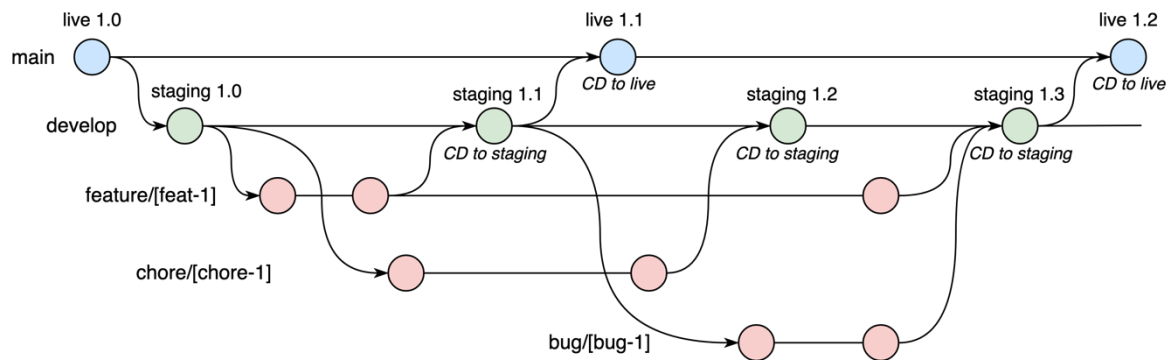 live 1.0
live 1.1
live 1.2
main
CD to live
CD to live
staging 1.0
staging 1.1
staging 1.2
staging 1.3
develop
CD to staging
CD to staging
CD to staging
feature/[feat-1]
chore/[chore-1]
bug/[bug-1]